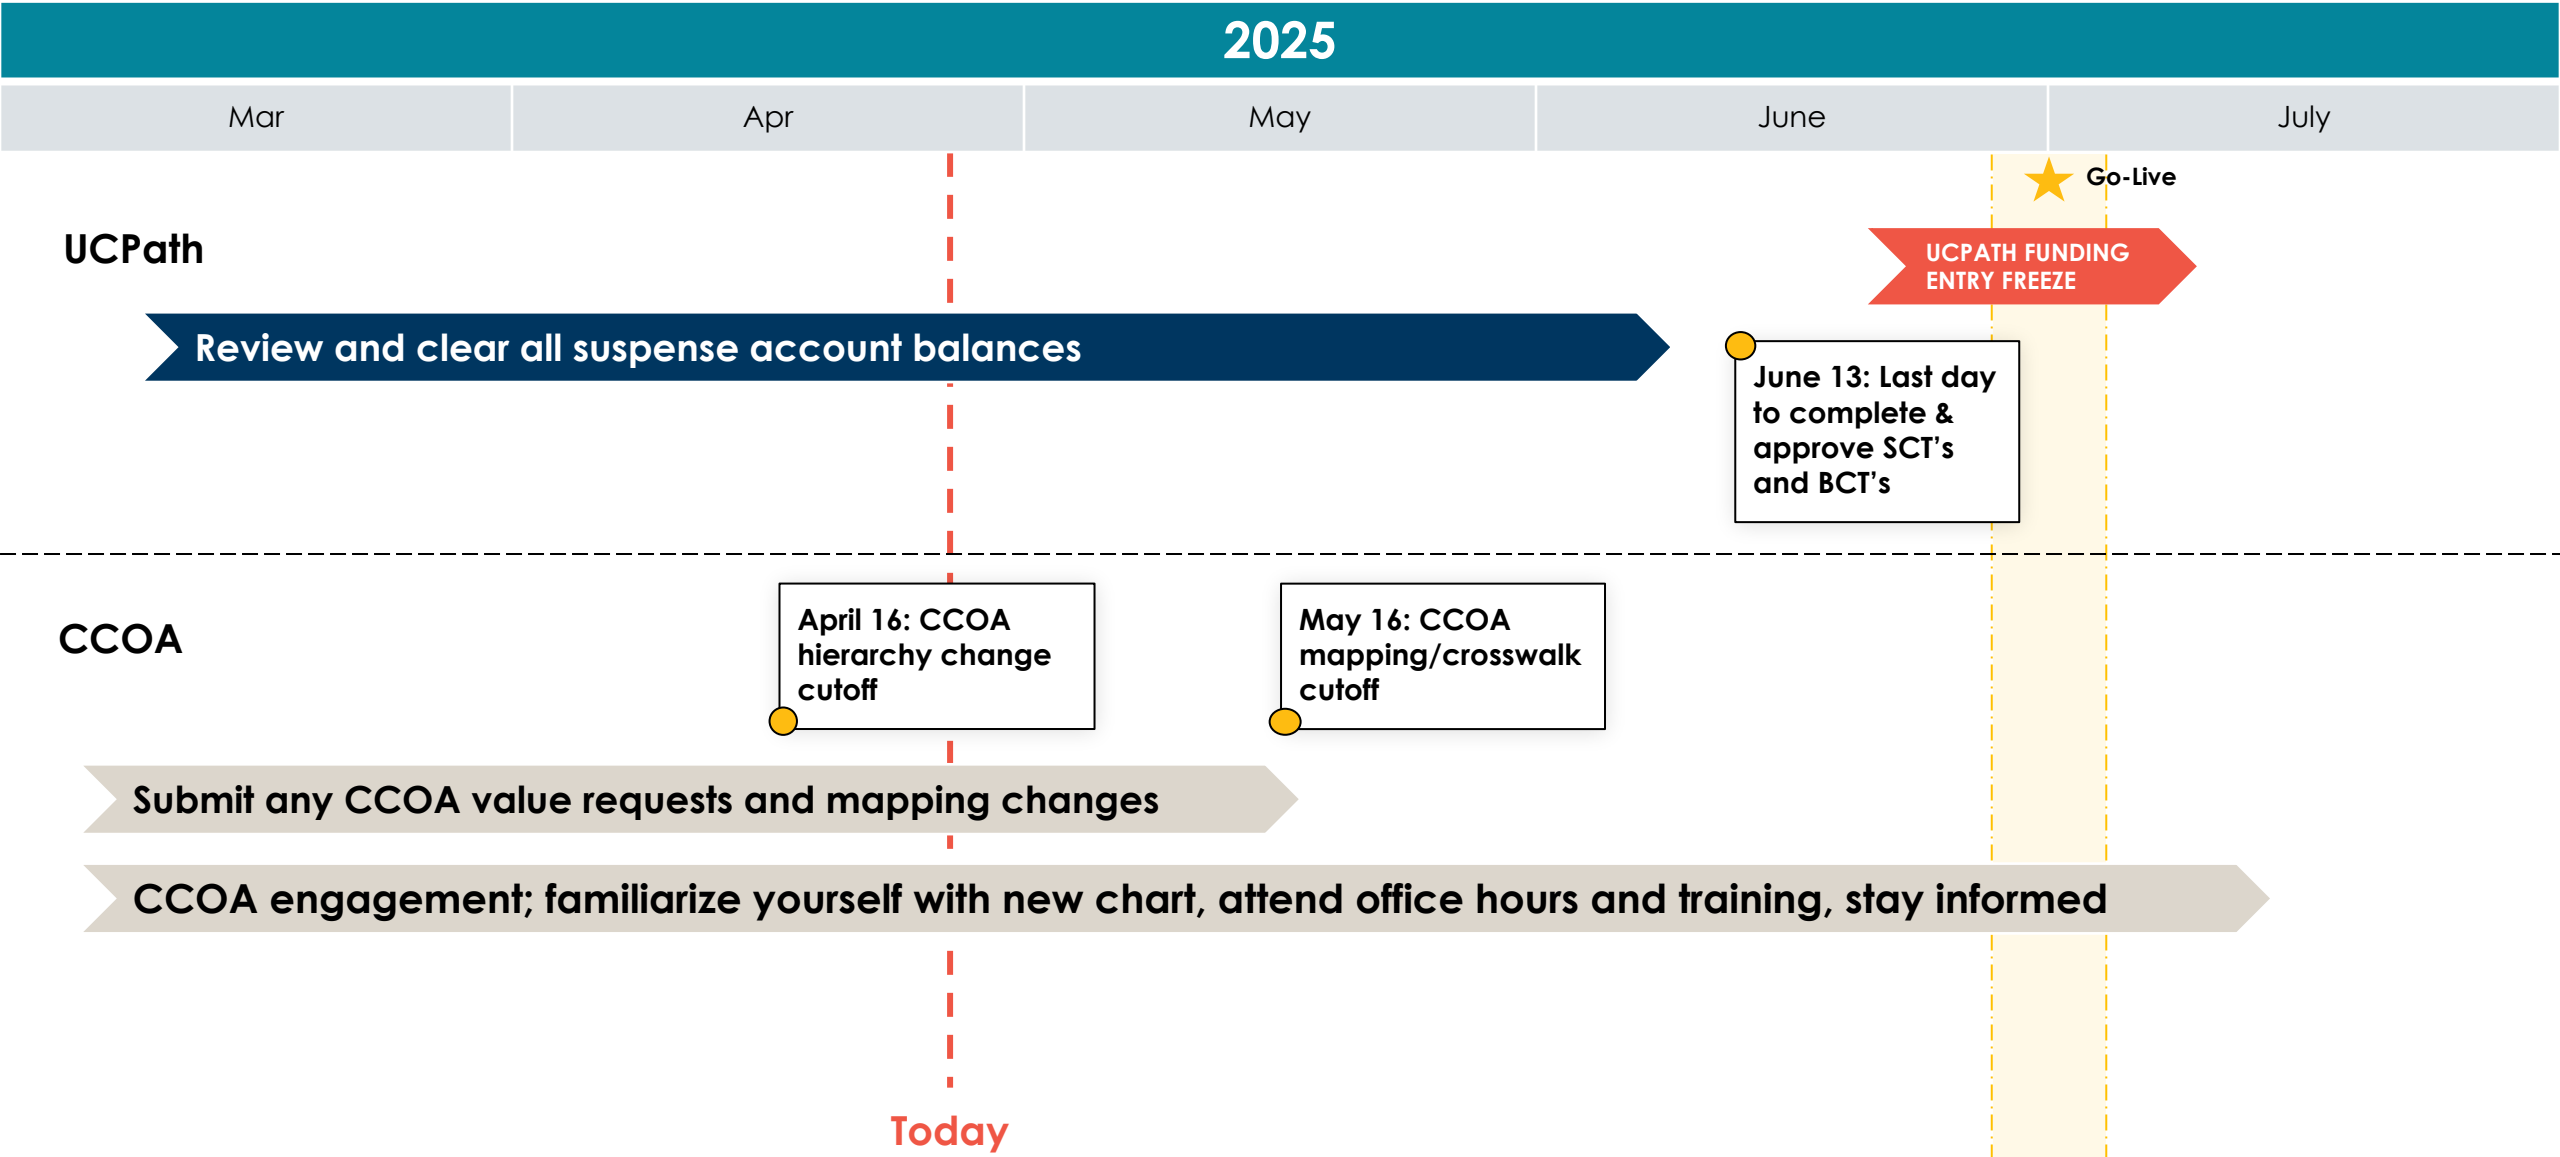 2025
Mar
Apr
May
June
July
Go-Live
UCPath
UCPATH FUNDING
ENTRY FREEZE
Review and clear all suspense account balances
June 13: Last day
to complete &
approve SCT’s
and BCT’s
CCOA
April 16: CCOA
hierarchy change
cutoff
May 16: CCOA
mapping/crosswalk
cutoff
Submit any CCOA value requests and mapping changes
CCOA engagement; familiarize yourself with new chart, attend office hours and training, stay informed
Today